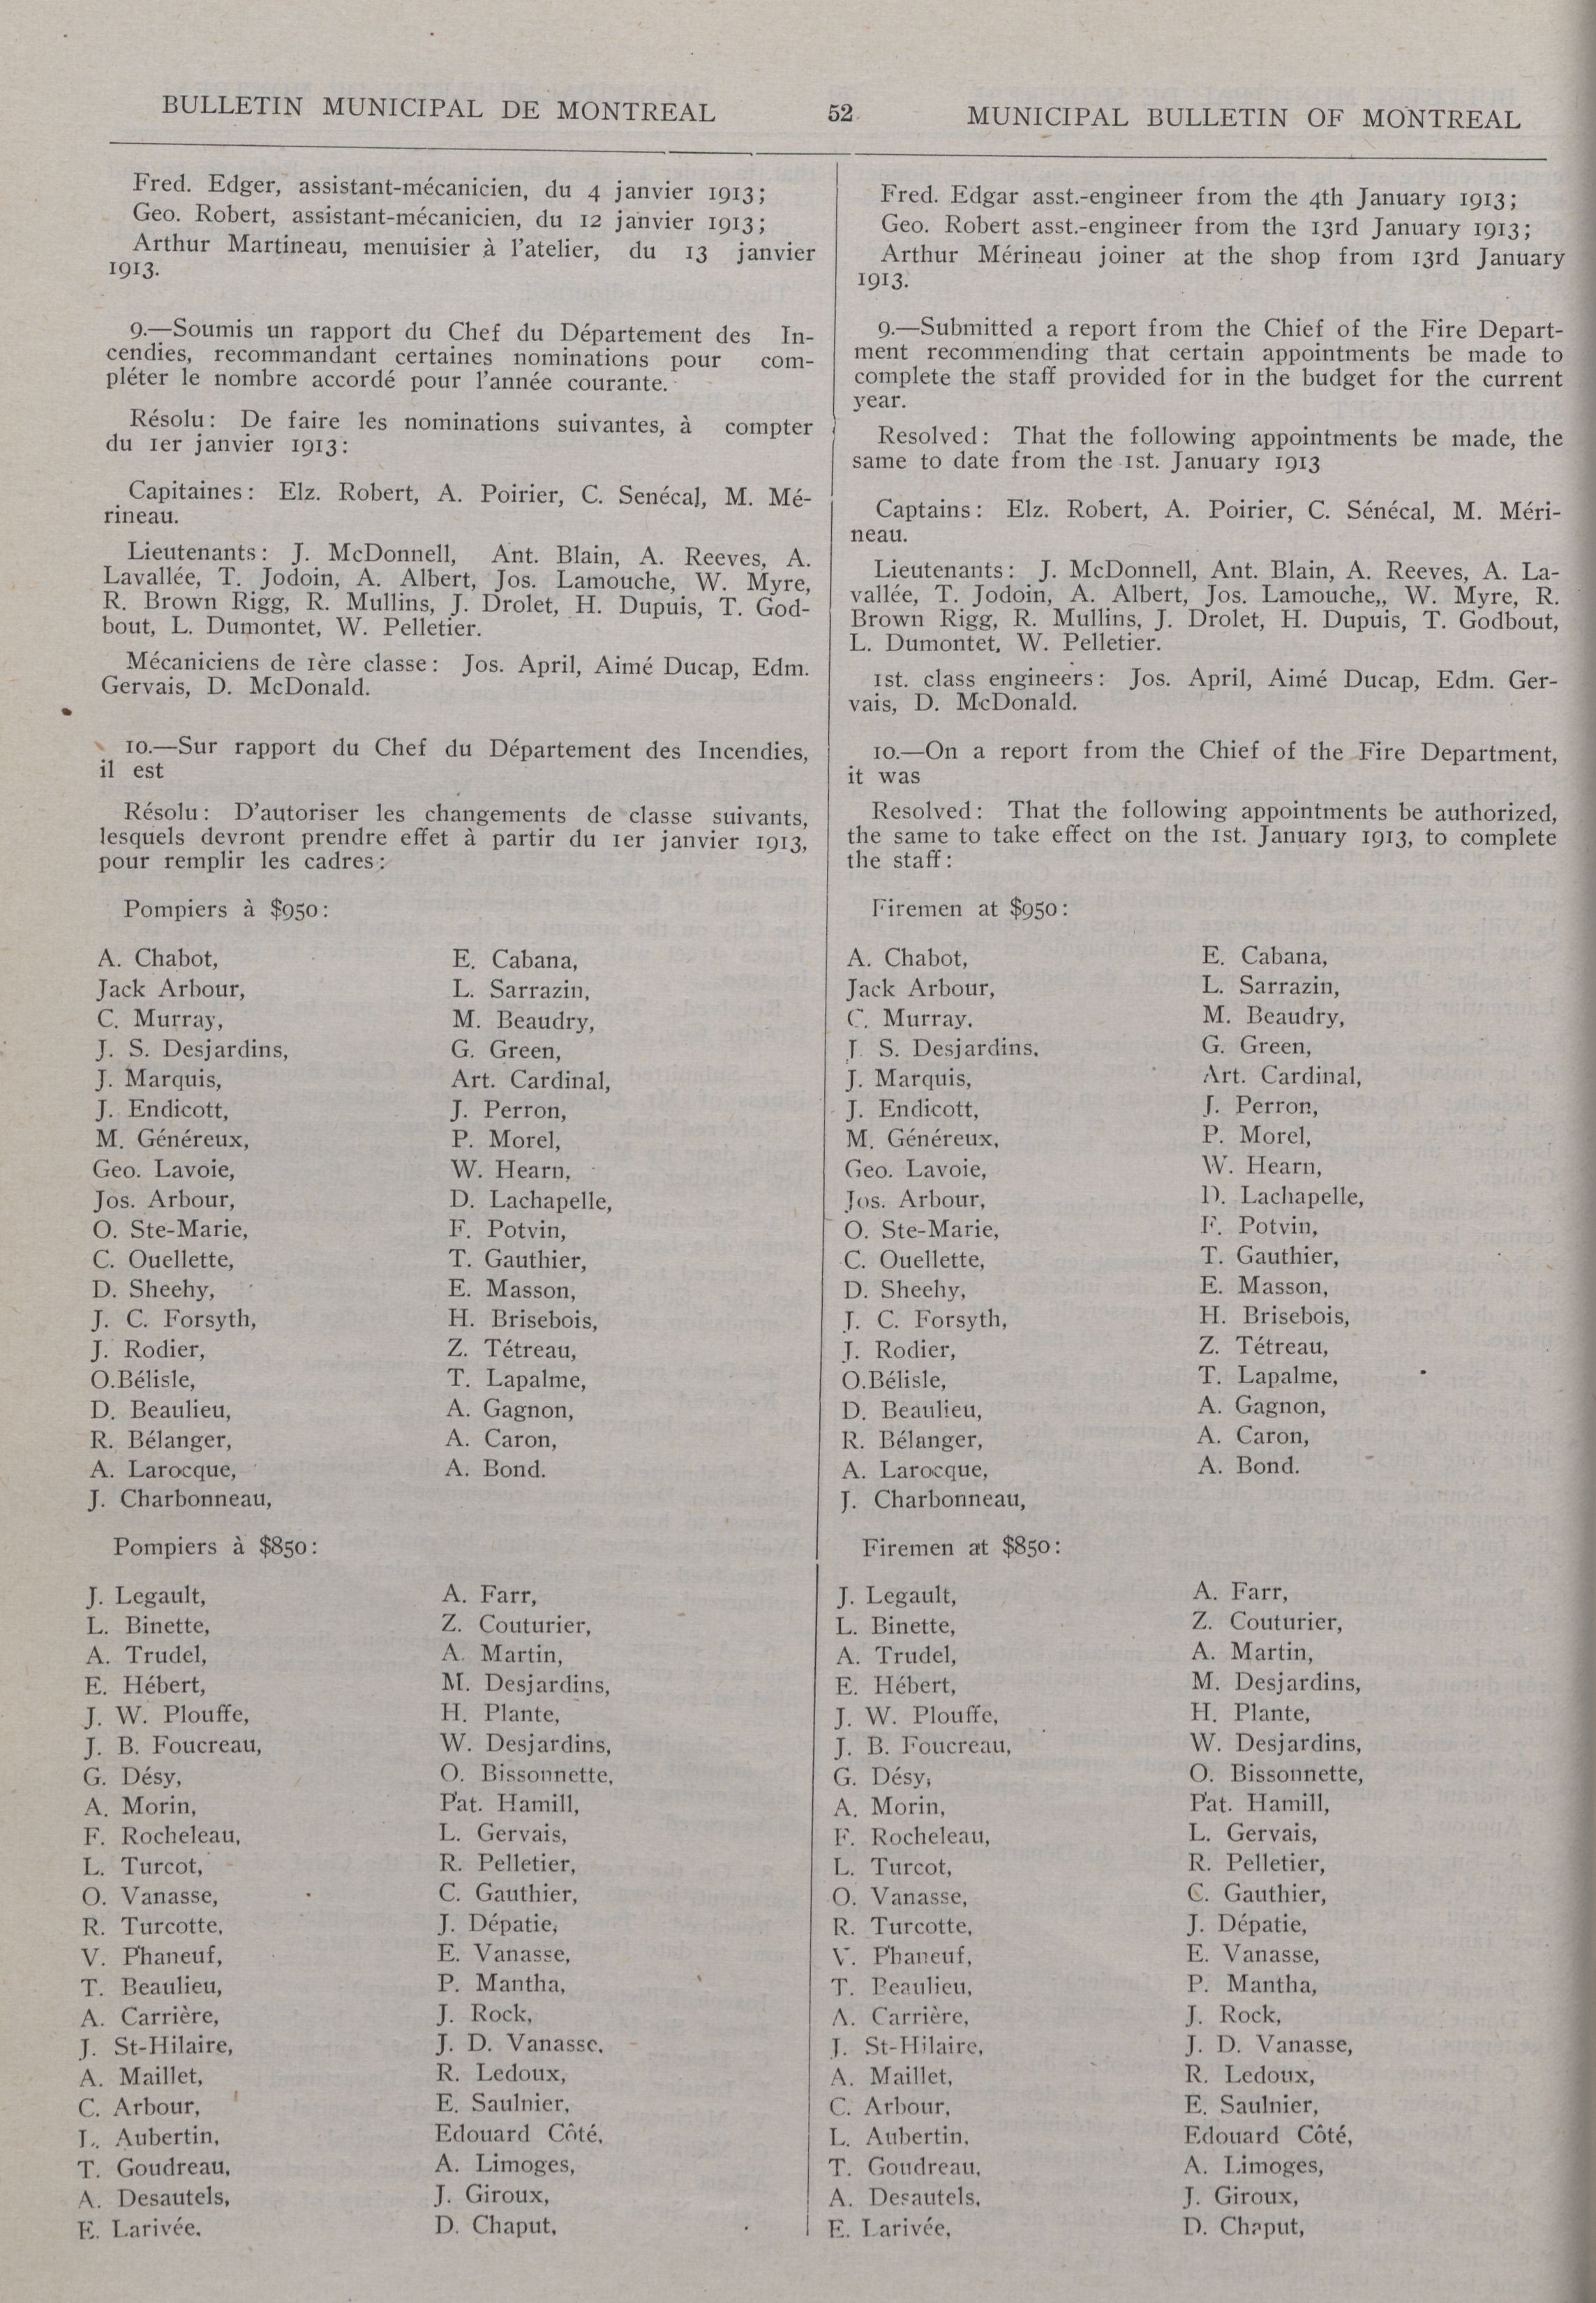 BULLETIN MUNICIPAL DE MONTREAL
52
MUNICIPAL BULLETIN OF MONTREAL
Fred. Edger, assistant-mécanicien, du 4 janvier 1913;
Geo. Robert, assistant-mécanicien, du 12 janvier 1913;
Arthur Martineau, menuisier à l'atelier, du 13 janvier
1913.
9.—Soumis un rapport du Chef du Département des In-
cendies, recommandant certaines nominations pour com-
pléter le nombre accordé pour l'année courante.
Résolu: De faire les nominations suivantes, à compter
du 1er janvier 1913:
Capitaines: Elz. Robert, A. Poirier, C. Senécal, M. Mé-
rineau.
Lieutenants: J. McDonnell, Ant. Blain, A. Reeves, A.
Lavallée, T. Jodoin, A. Albert, Jos. Lamouche, W. Myre,
R. Brown Rigg, R. Mullins, J. Drolet, H. Dupuis, T. God-
bout, L. Dumontet, W. Pelletier.
Mécaniciens de 1ère classe: Jos. April, Aimé Ducap, Edm.
Gervais, D. McDonald.
10.—Sur rapport du Chef du Département des Incendies,
il est
Résolu: D'autoriser les changements de classe suivants,
lesquels devront prendre effet à partir du 1er janvier 1913,
pour remplir les cadres:
Pompiers à $950:
A. Chabot,
Jack Arbour,
C. Murray,
J. S. Desjardins,
J. Marquis,
J. Endicott,
M. Généreux,
Geo. Lavoie,
Jos. Arbour,
O. Ste-Marie,
C. Ouellette,
D. Sheehy,
J. C. Forsyth,
J. Rodier,
O.Bélisle,
D. Beaulieu,
R. Bélanger,
A. Larocque,
J. Charbonneau,
E. Cabana,
L. Sarrazin,
M. Beaudry,
G. Green,
Art. Cardinal,
J. Perron,
P. Morel,
W. Hearn,
D. Lachapelle,
F. Potvin,
T. Gauthier,
E. Masson,
H. Brisebois,
Z. Tétreau,
T. Lapalme,
A. Gagnon,
A. Caron,
A. Bond.
Pompiers à $850:
J. Legault,
L. Binette,
A. Trudel,
E. Hébert,
J. W. Plouffe,
J. B. Foucreau,
G. Désy,
A. Morin,
F. Rocheleau,
L. Turcot,
O. Vanasse,
R. Turcotte,
V. Phaneuf,
T. Beaulieu,
A. Carrière,
J. St-Hilaire,
A. Maillet,
C. Arbour,
L. Aubertin,
T. Goudreau,
A. Desautels,
E. Larivée.
A. Farr,
Z. Couturier,
A. Martin,
M. Desjardins,
H. Plante,
W. Desjardins,
O. Bissonnette,
Pat. Hamill,
L. Gervais,
R. Pelletier,
C. Gauthier,
J. Dépatie,
E. Vanasse,
P. Mantha,
J. Rock,
J. D. Vanasse,
R. Ledoux,
E. Saulnier,
Edouard Côté,
A. Limoges,
J. Giroux,
D. Chaput,
Fred. Edgar asst.-engineer from the 4th January 1913;
Geo. Robert asst.-engineer from the 13rd January 1913;
Arthur Mérineau joiner at the shop from 13rd January
1913.
9.—Submitted a report from the Chief of the Fire Depart-
ment recommending that certain appointments be made to
complete the staff provided for in the budget for the current
year.
Resolved: That the following appointments be made, the
same to date from the 1st. January 1913
Captains: Elz. Robert, A. Poirier, C. Sénécal, M. Méri-
neau.
Lieutenants: J. McDonnell, Ant. Blain, A. Reeves, A. La-
vallée, T. Jodoin, A. Albert, Jos. Lamouche,, W. Myre, R.
Brown Rigg, R. Mullins, J. Drolet, H. Dupuis, T. Godbout,
L. Dumontet, W. Pelletier.
1st. class engineers: Jos. April, Aimé Ducap, Edm. Ger-
vais, D. McDonald.
10.—On a report from the Chief of the Fire Department,
it was
Resolved: That the following appointments be authorized,
the same to take effect on the 1st. January 1913, to complete
the staff:
Firemen at $950:
A. Chabot,
Jack Arbour,
C. Murray.
J. S. Desjardins,
J. Marquis,
J. Endicott,
M. Généreux,
Geo. Lavoie,
Jos. Arbour,
O. Ste-Marie,
C. Ouellette,
D. Sheehy,
J. C. Forsyth,
J. Rodier,
O.Bélisle,
D. Beaulieu,
R. Bélanger,
A. Larocque,
J. Charbonneau,
E. Cabana,
L. Sarrazin,
M. Beaudry,
G. Green,
Art. Cardinal,
J. Perron,
P. Morel,
W. Hearn,
D. Lachapelle,
F. Potvin,
T. Gauthier,
E. Masson,
H. Brisebois,
Z. Tétreau,
T. Lapalme,
A. Gagnon,
A. Caron,
A. Bond.
Firemen at $850:
J. Legault,
L. Binette,
A. Trudel,
E. Hébert,
J. W. Plouffe,
J. B. Foucreau,
G. Désy,
A. Morin,
F. Rocheleau,
L. Turcot,
O. Vanasse,
R. Turcotte,
V. Phaneuf,
T. Beaulieu,
A. Carrière,
J. St-Hilaire,
A. Maillet,
C. Arbour,
L. Aubertin,
T. Goudreau,
A. Desautels,
E. Larivée,
A. Farr,
Z. Couturier,
A. Martin,
M. Desjardins,
H. Plante,
W. Desjardins,
O. Bissonnette,
Pat. Hamill,
L. Gervais,
R. Pelletier,
C. Gauthier,
J. Dépatie,
E. Vanasse,
P. Mantha,
J. Rock,
J. D. Vanasse,
R. Ledoux,
E. Saulnier,
Edouard Côté,
A. Limoges,
J. Giroux,
D. Chaput,